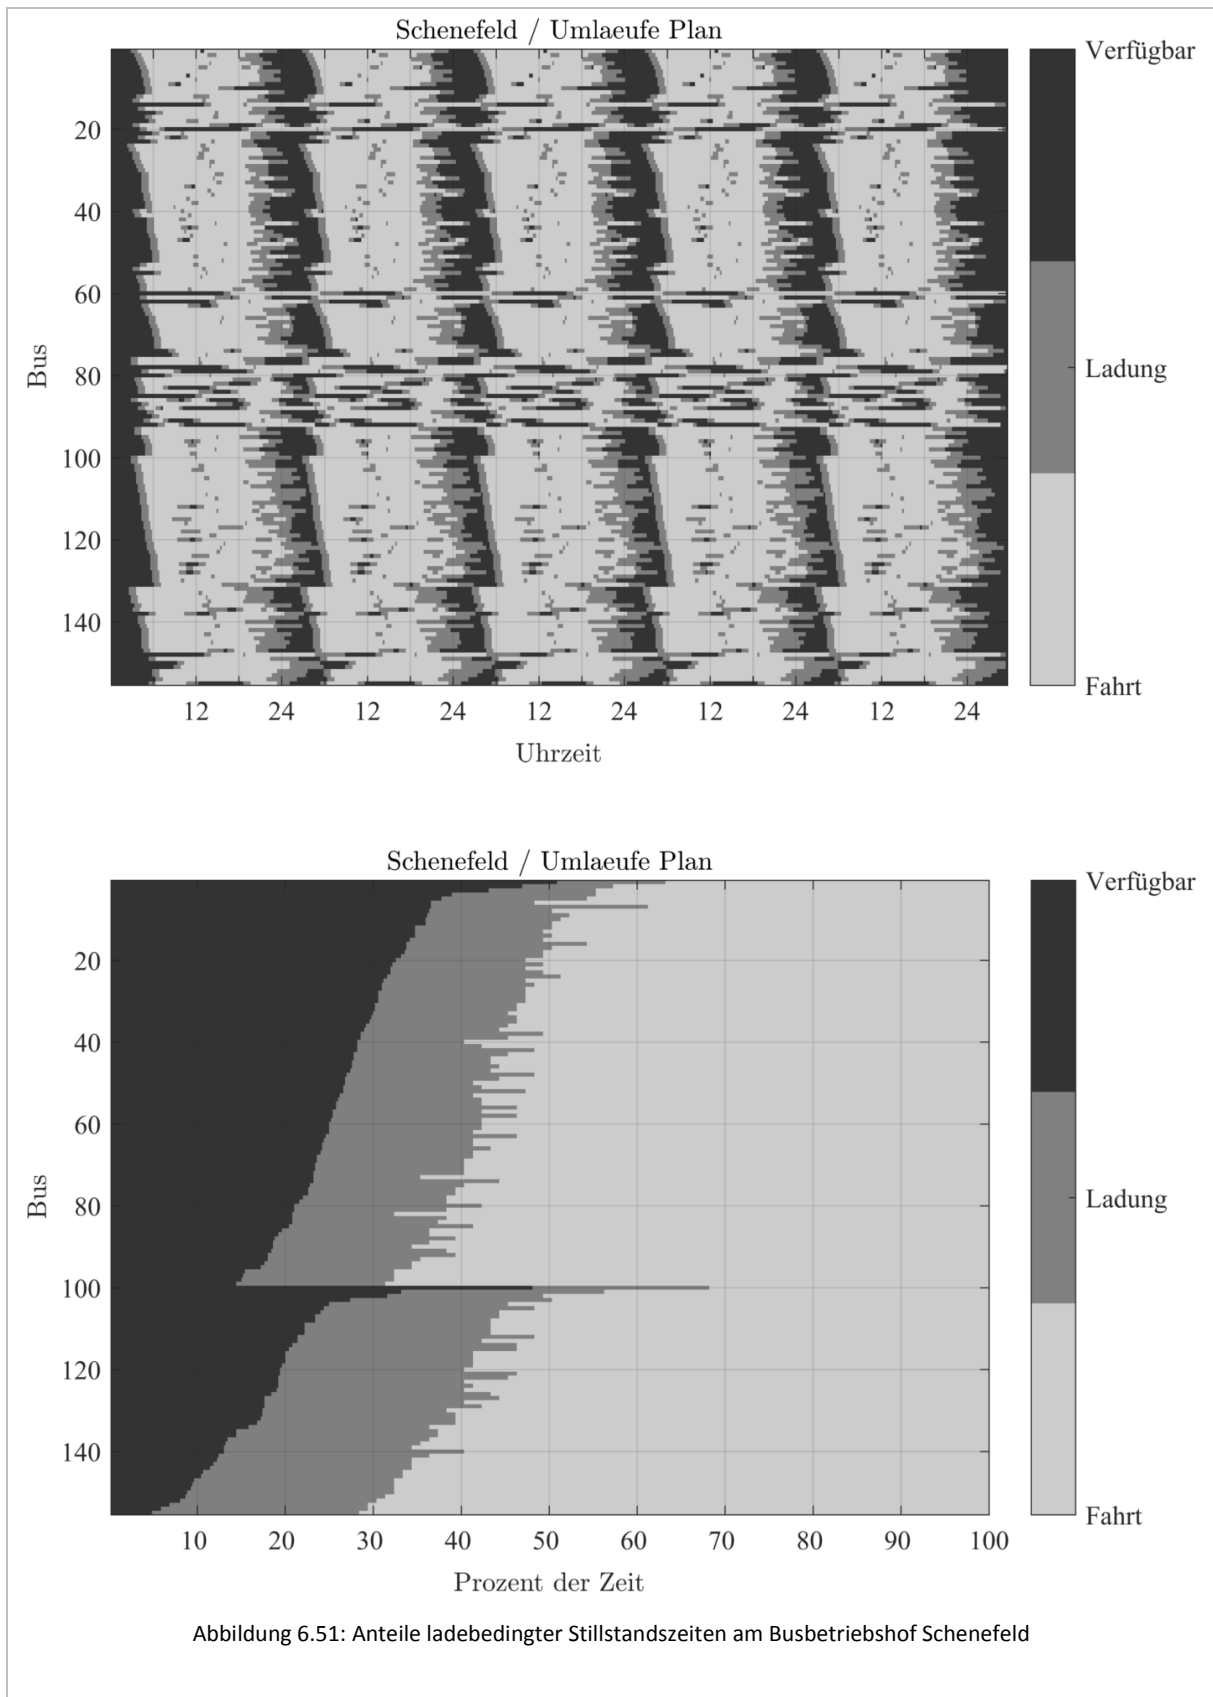 Schenefeld / Umlaeufe Plan
Verfügbar
20
40
60
Bus
80
Ladung
100
120
140
Fahrt
12 24 12 24 12 24 12 24 12 24
Uhrzeit
Schenefeld / Umlaeufe Plan
Verfügbar
20
40
60
Bus
80
Ladung
100
120
140
Fahrt
10 20 30 40 50 60 70 80 90 100
Prozent der Zeit
Abbildung 6.51: Anteile ladebedingter Stillstandszeiten am Busbetriebshof Schenefeld